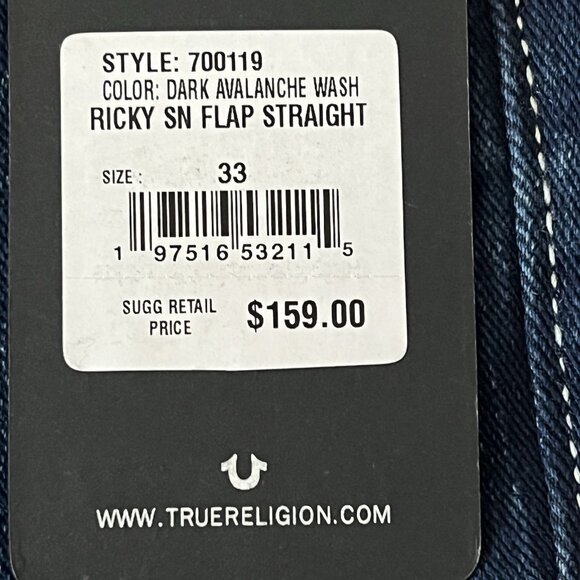 STYLE: 700119
COLOR: DARK AVALANCHE WASH
RICKY SN FLAP STRAIGHT
SIZE : 33
1 97516 53211 5
SUGG RETAIL
PRICE $159.00
WWW.TRUERELIGION.COM